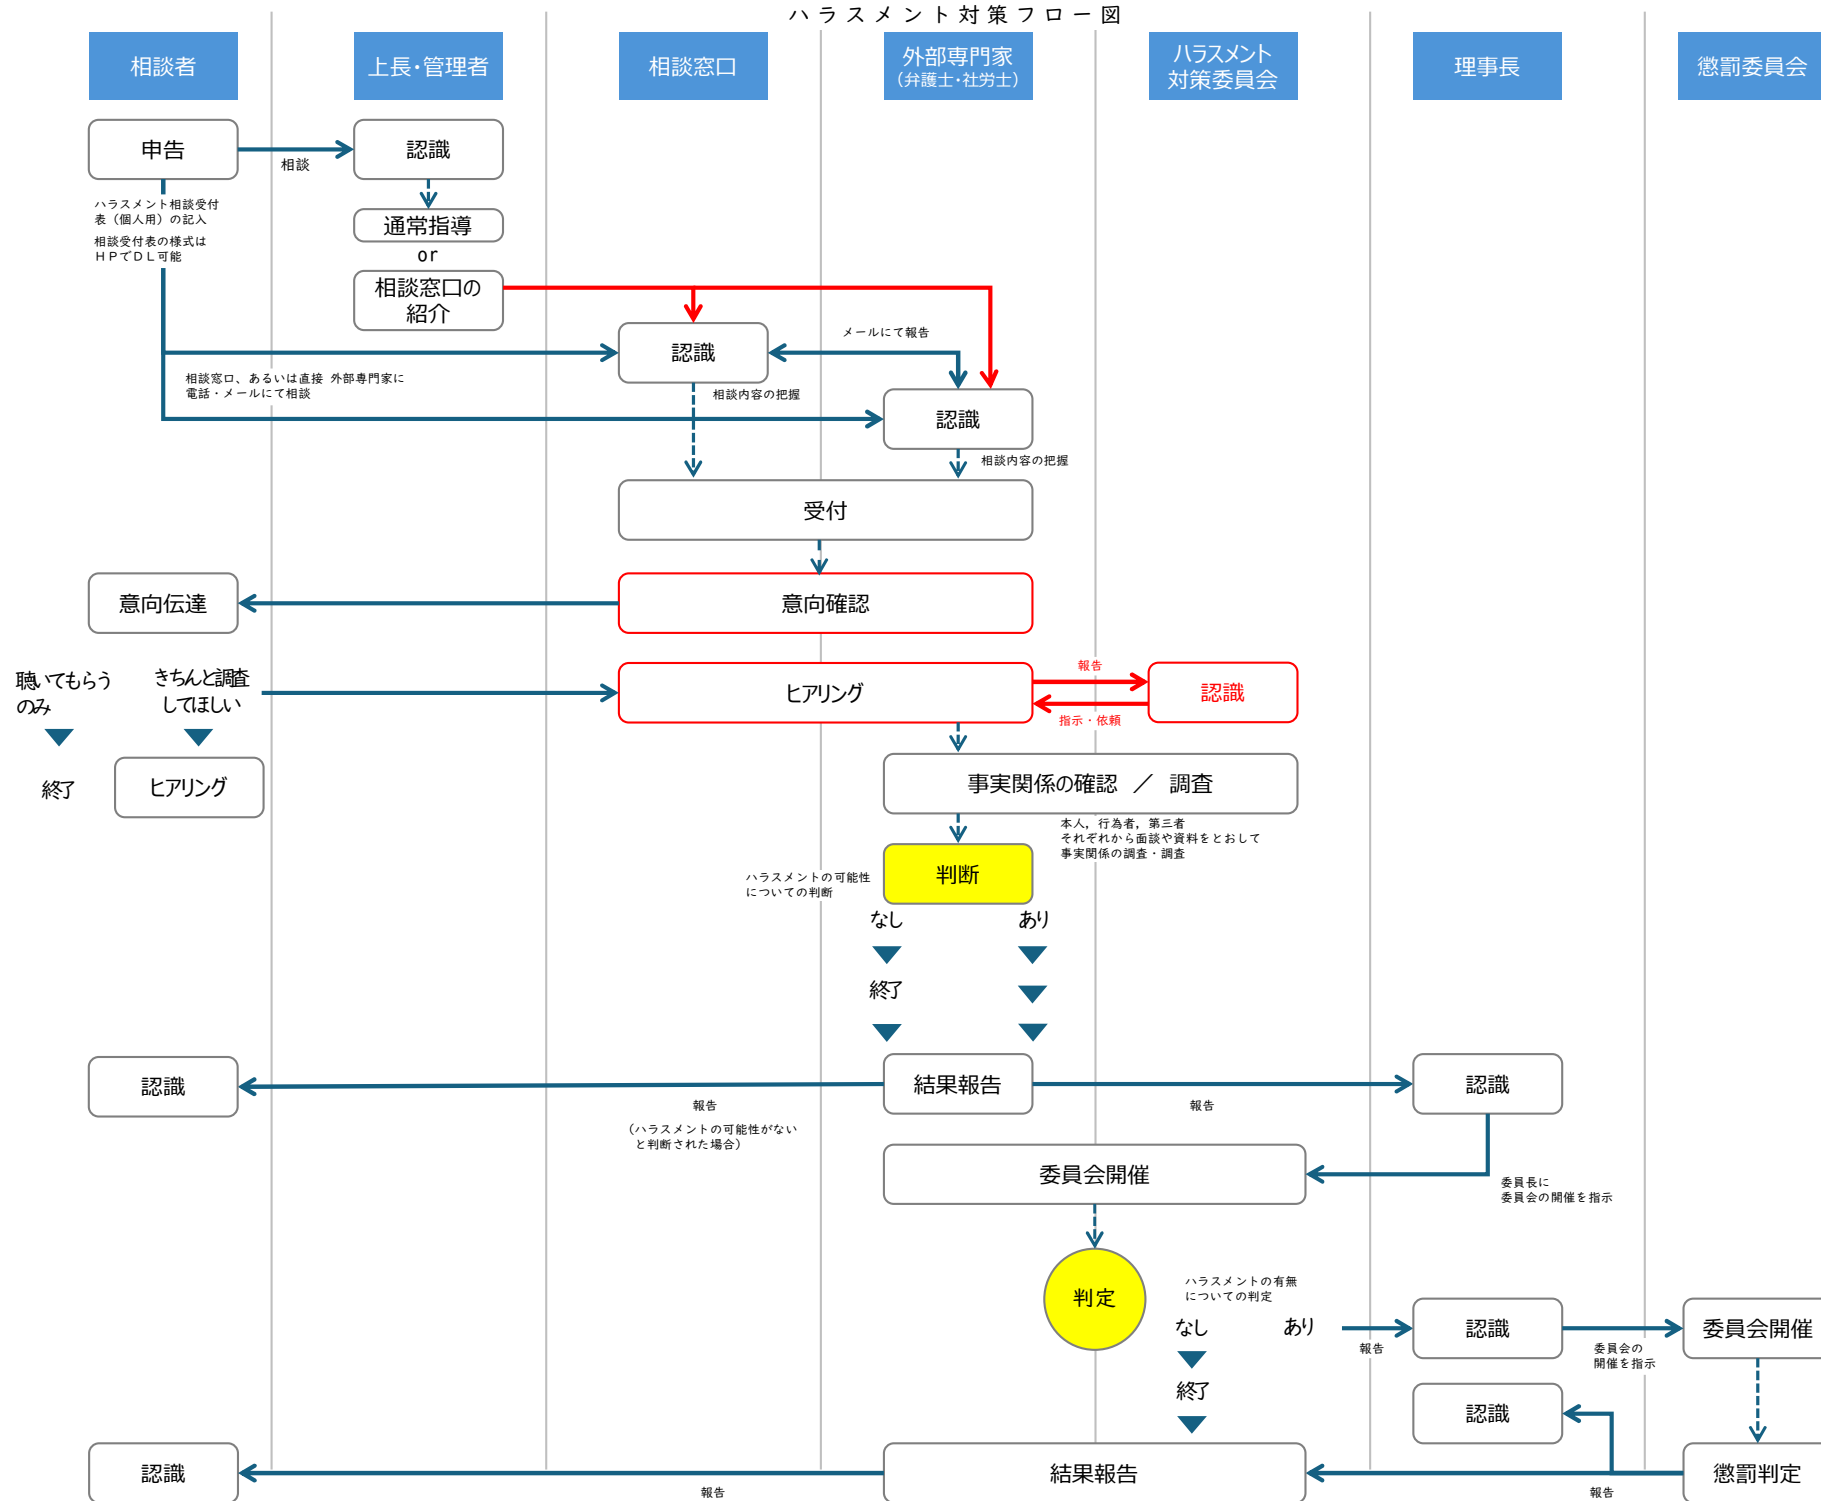 ハラスメント対策フロー図
相談者
上長・管理者
相談窓口
外部専門家
（弁護士・社労士）
ハラスメント
対策委員会
理事長
懲罰委員会
申告
相談
認識
ハラスメント相談受付
表（個人用）の記入
相談受付表の様式は
ＨＰでＤＬ可能
通常指導
or
相談窓口の
紹介
認識
メールにて報告
相談窓口、あるいは直接 外部専門家に
電話・メールにて相談
相談内容の把握
認識
相談内容の把握
受付
意向伝達
意向確認
聴いてもらう
のみ
きちんと調査
してほしい
ヒアリング
報告
指示・依頼
認識
終了
ヒアリング
事実関係の確認 ／ 調査
本人，行為者，第三者
それぞれから面談や資料をとおして
事実関係の調査・調査
ハラスメントの可能性
についての判断
判断
なし
あり
終了
認識
報告
（ハラスメントの可能性がない
と判断された場合）
結果報告
報告
認識
委員会開催
委員長に
委員会の開催を指示
判定
ハラスメントの有無
についての判定
なし
あり
報告
認識
委員会の
開催を指示
委員会開催
終了
認識
認識
報告
結果報告
報告
懲罰判定